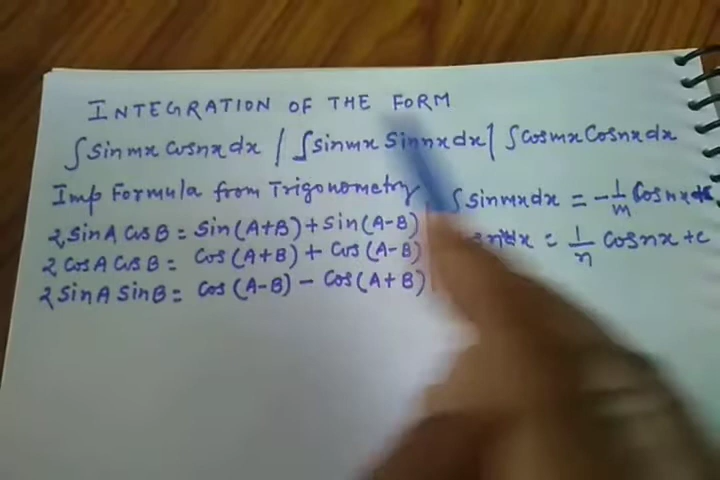 INTEGRATION OF THE FORM
∫ sin mx cos nx dx / ∫ sin mx sin nx dx / ∫ cos mx cos nx dx
Imp Formula from Trigonometry
2 sin A cos B = sin (A+B) + sin (A-B)
2 cos A cos B = cos (A+B) + cos (A-B)
2 sin A sin B = cos (A-B) - cos (A+B)
∫ sin mx dx = -1/m cos nx
dx = 1/n cos nx + c